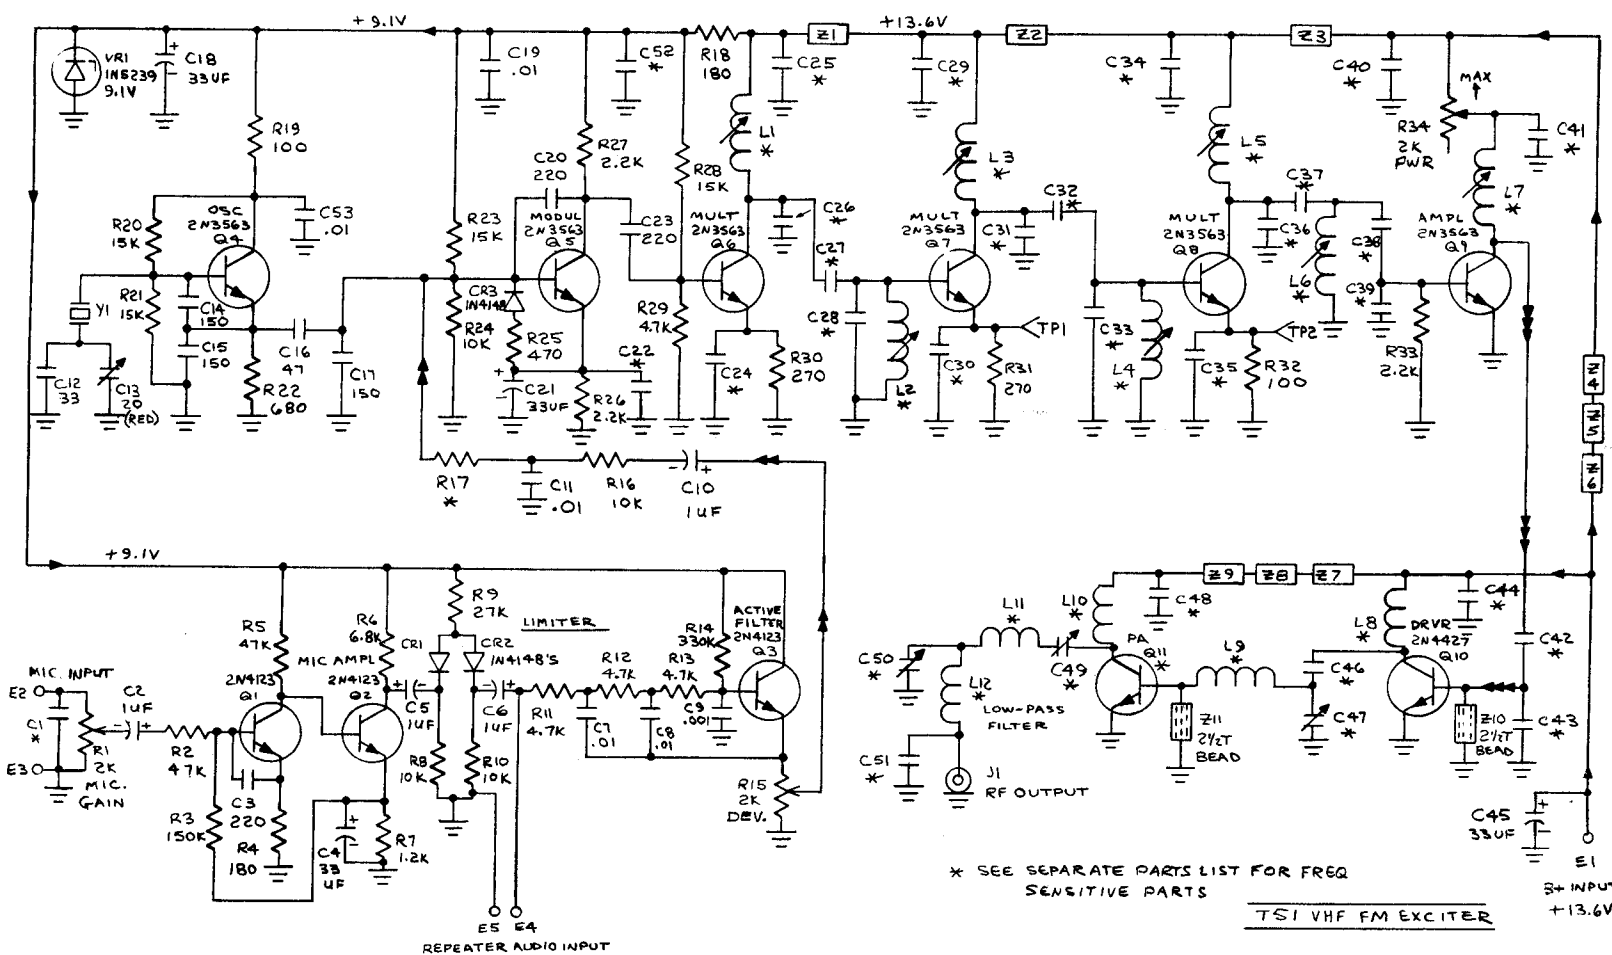 +9.1V
+13.6V
VR1
1N5239
9.1V
C18
33UF
C19
.01
C52
*
R18
180
Z1
C25
*
C29
*
Z2
C34
*
Z3
C40
*
MAX
R34
2K
PWR
C41
*
R19
100
R27
2.2K
C20
220
R28
15K
L1
*
L3
*
L5
*
L7
*
R20
15K
OSC
2N3563
Q4
C53
.01
R23
15K
MODUL
2N3563
Q5
C23
220
MULT
2N3563
Q6
C26
*
C27
*
MULT
2N3563
Q7
C31
*
C32
*
MULT
2N3563
Q8
C37
*
C36
*
L6
*
C38
*
AMPL
2N3563
Q9
C39
*
Y1
R21
15K
C14
150
C15
150
C16
47
C17
150
C12
33
C13
20
(RED)
R22
680
CR3
1N4148
R24
10K
R25
470
C21
33UF
R26
2.2K
C22
*
R29
4.7K
C24
*
R30
270
C28
*
L2
*
C30
*
R31
270
TP1
C33
*
L4
*
C35
*
R32
100
TP2
R33
2.2K
Z4
Z5
Z6
R17
*
C11
.01
R16
10K
C10
1UF
+9.1V
R5
47K
R6
6.8K
MIC AMPL
2N4123
Q1
2N4123
Q2
R9
27K
CR1
CR2
1N4148'S
LIMITER
R12
4.7K
R13
4.7K
R14
330K
ACTIVE
FILTER
2N4123
Q3
MIC. INPUT
E2
E3
C1
*
R1
2K
MIC.
GAIN
C2
1UF
R2
47K
C3
220
R3
150K
R4
180
C4
33
UF
R7
1.2K
C5
1UF
C6
1UF
R8
10K
R10
10K
R11
4.7K
C7
.01
C8
.01
C9
.001
R15
2K
DEV.
E5 E4
REPEATER AUDIO INPUT
Z9
Z8
Z7
C48
*
L10
*
L11
*
C49
*
PA
Q11
*
C50
*
L12
*
LOW-PASS
FILTER
C51
*
J1
RF OUTPUT
Z11
2½T
BEAD
L9
*
C46
*
C47
*
L8
*
DRVR
2N4427
Q10
C44
*
C42
*
C43
*
Z10
2½T
BEAD
C45
33UF
E1
B+ INPUT
+13.6V
* SEE SEPARATE PARTS LIST FOR FREQ
SENSITIVE PARTS
T51 VHF FM EXCITER